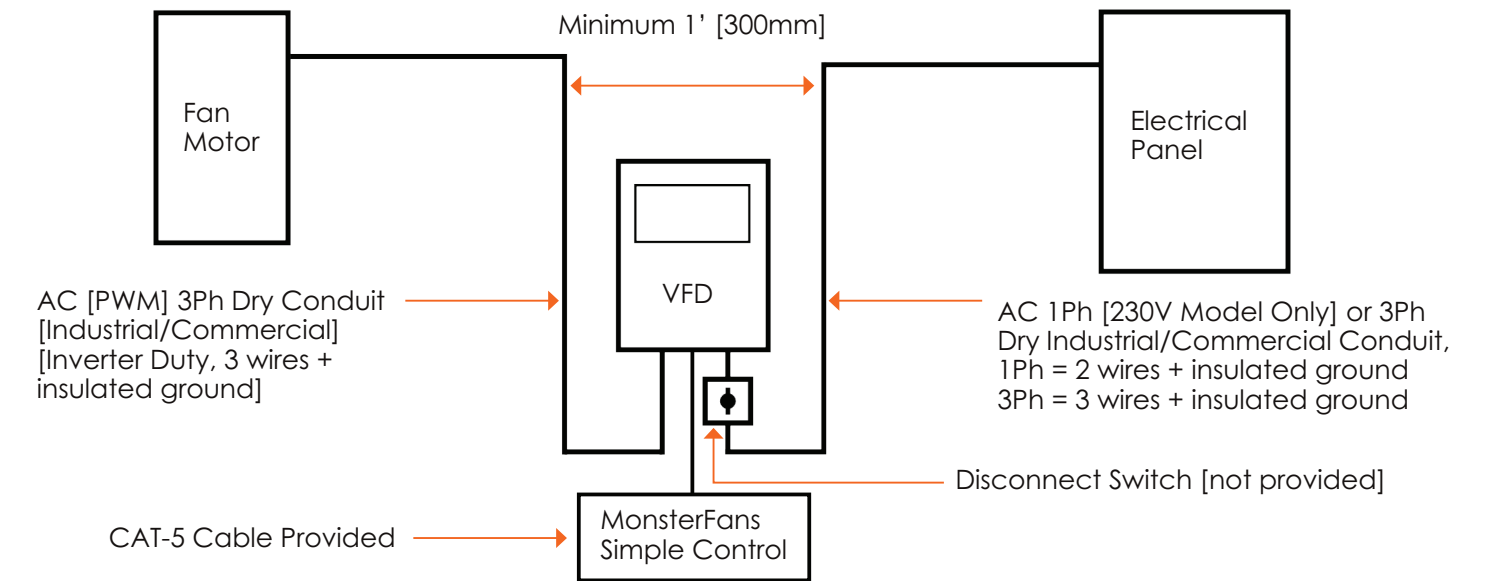 Minimum 1’ [300mm]
Fan
Motor
Electrical
Panel
VFD
AC [PWM] 3Ph Dry Conduit
[Industrial/Commercial]
[Inverter Duty, 3 wires +
insulated ground]
AC 1Ph [230V Model Only] or 3Ph
Dry Industrial/Commercial Conduit,
1Ph = 2 wires + insulated ground
3Ph = 3 wires + insulated ground
Disconnect Switch [not provided]
MonsterFans
Simple Control
CAT-5 Cable Provided